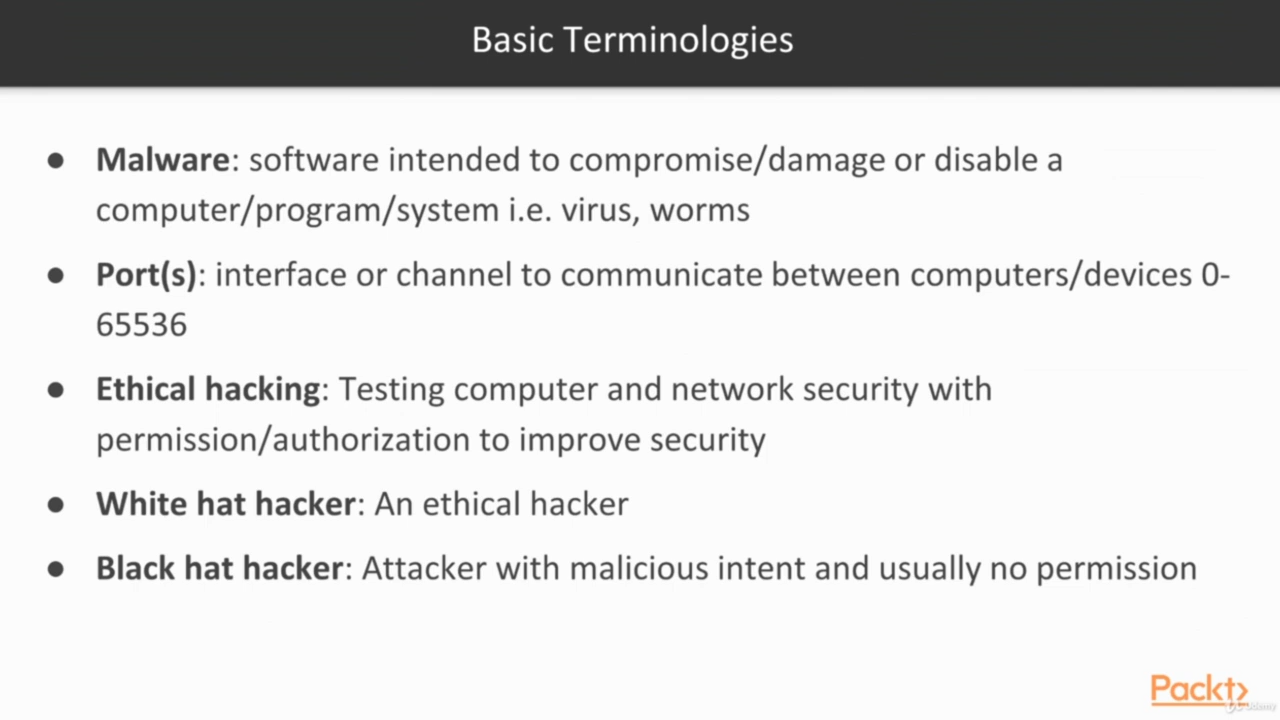 Basic Terminologies
● Malware: software intended to compromise/damage or disable a
computer/program/system i.e. virus, worms
● Port(s): interface or channel to communicate between computers/devices 0-
65536
● Ethical hacking: Testing computer and network security with
permission/authorization to improve security
● White hat hacker: An ethical hacker
● Black hat hacker: Attacker with malicious intent and usually no permission
Packt>
Udemy